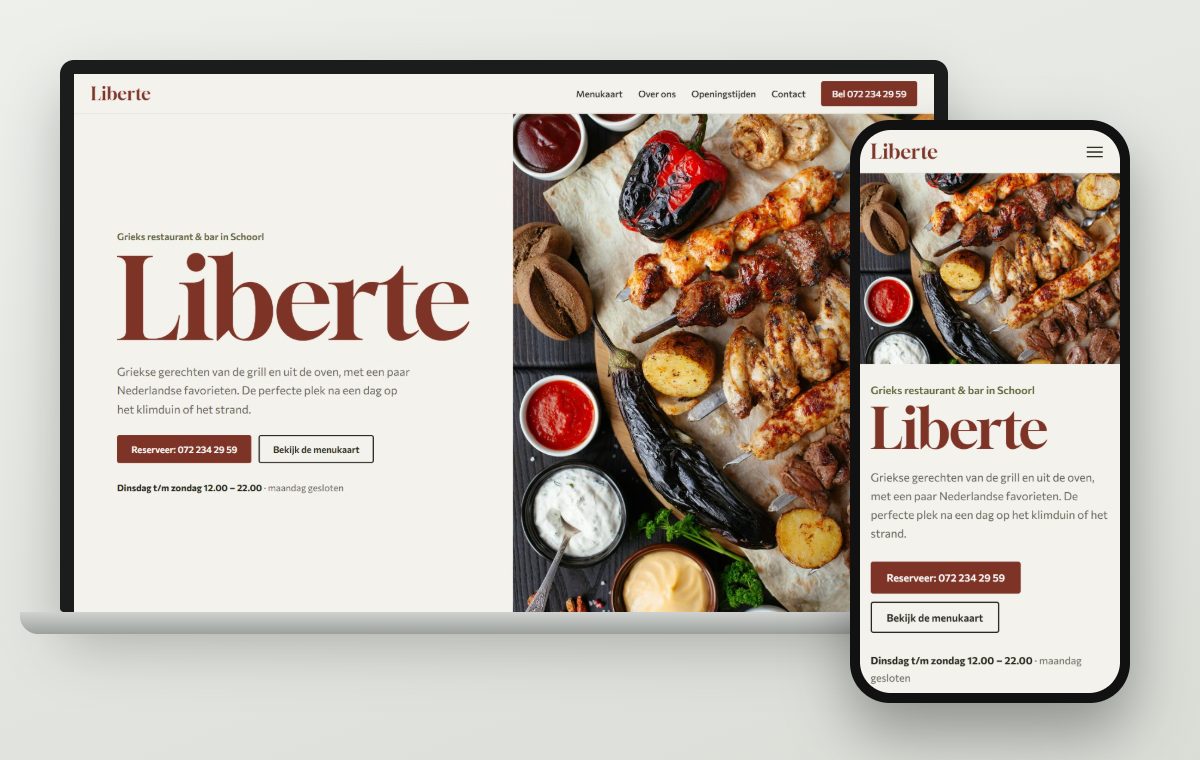 Liberte
Menukaart Over ons Openingstijden Contact Bel 072 234 29 59
Grieks restaurant & bar in Schoorl
Liberte
Griekse gerechten van de grill en uit de oven, met een paar
Nederlandse favorieten. De perfecte plek na een dag op
het klimduin of het strand.
Reserveer: 072 234 29 59 Bekijk de menukaart
Dinsdag t/m zondag 12.00 – 22.00 · maandag gesloten
Liberte
Grieks restaurant & bar in Schoorl
Liberte
Griekse gerechten van de grill en uit de oven,
met een paar Nederlandse favorieten. De
perfecte plek na een dag op het klimduin of het
strand.
Reserveer: 072 234 29 59
Bekijk de menukaart
Dinsdag t/m zondag 12.00 – 22.00 · maandag
gesloten